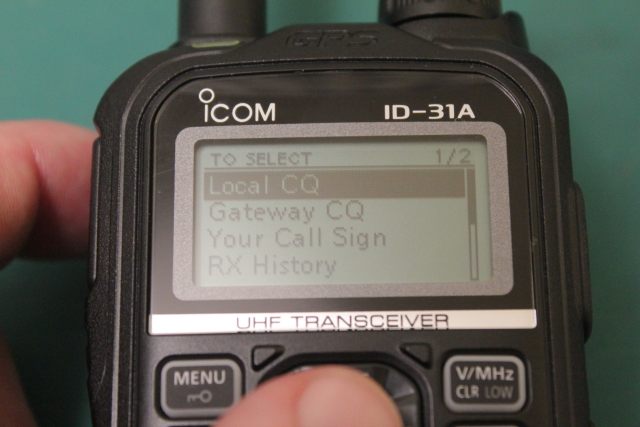 GPS
iCOM ID-31A
TO SELECT 1/2
Local CQ
Gateway CQ
Your Call Sign
RX History
UHF TRANSCEIVER
MENU V/MHz
CLR LOW